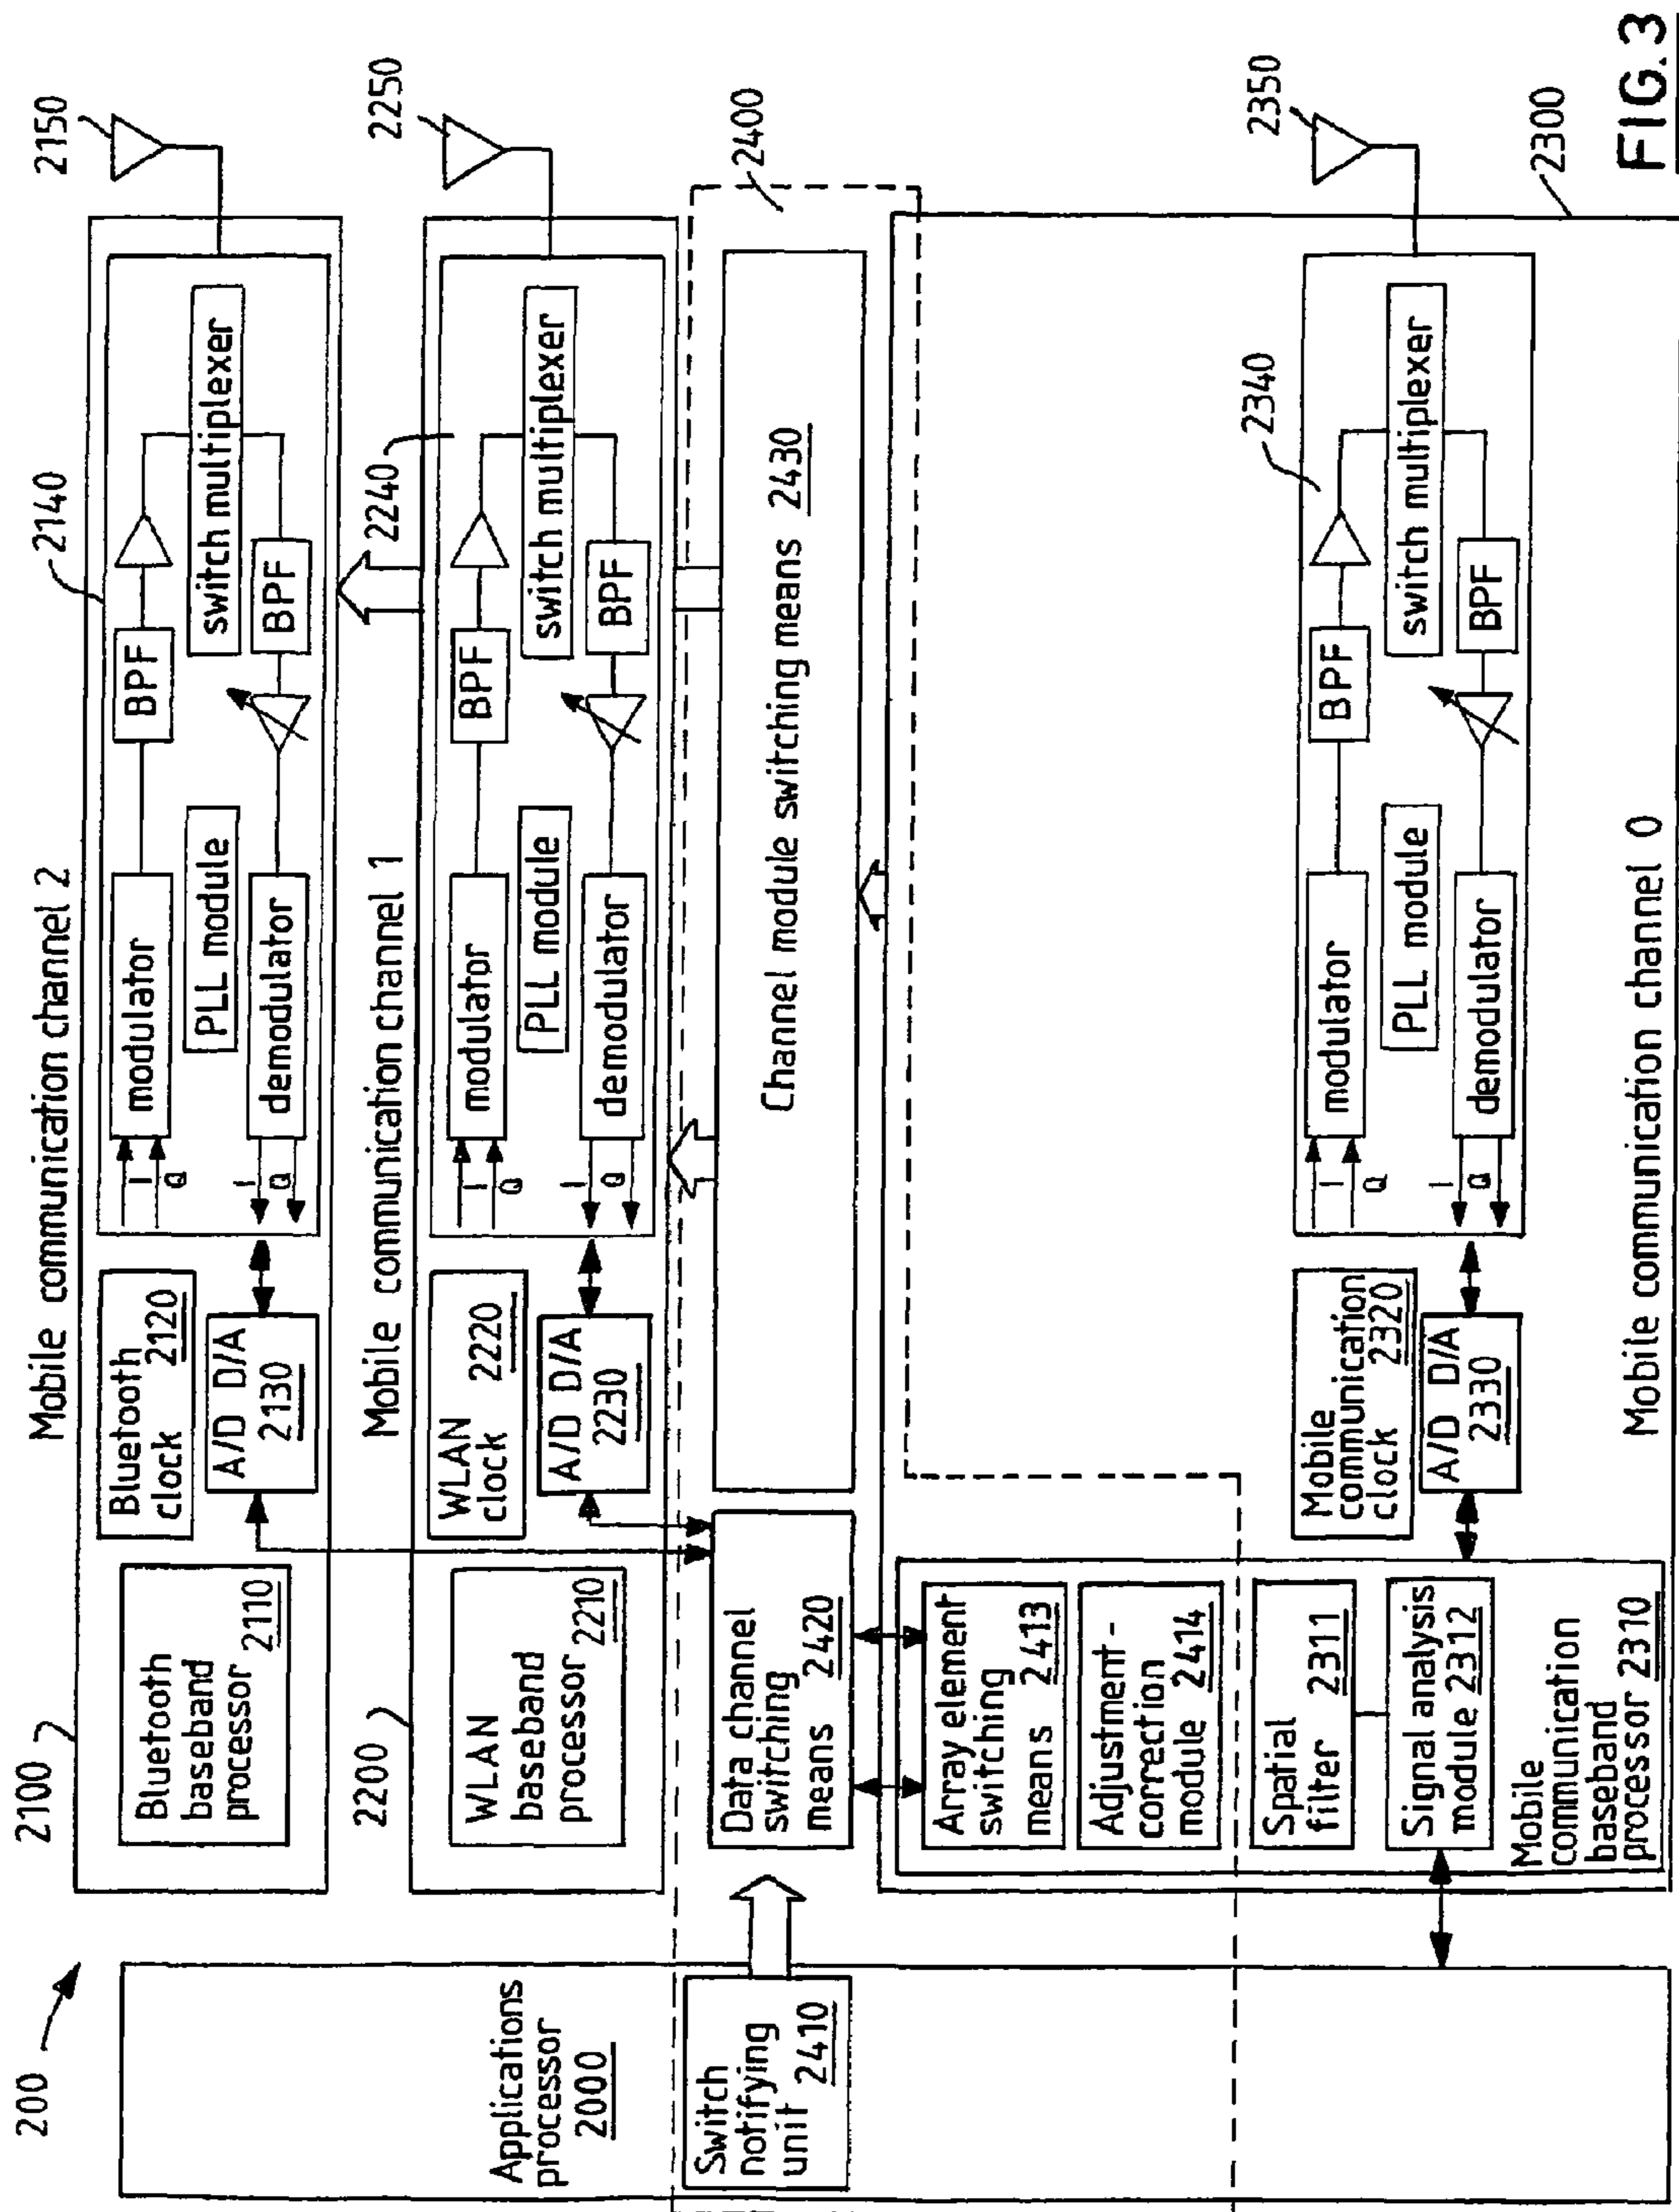 200
Applications
processor
2000
Switch
notifying
unit 2410
2100
Mobile communication channel 2
Bluetooth
baseband
processor 2110
Bluetooth
clock 2120
A/D D/A
2130
I
Q
I
Q
modulator
PLL module
demodulator
BPF
BPF
switch multiplexer
2140
2150
2200
Mobile communication channel 1
WLAN
baseband
processor 2210
WLAN
clock 2220
A/D D/A
2230
I
Q
I
Q
modulator
PLL module
demodulator
BPF
BPF
switch multiplexer
2240
2250
Data channel
switching
means 2420
Channel module switching means 2430
2400
Array element
switching
means 2413
Adjustment-
correction
module 2414
Spatial
filter 2311
Signal analysis
module 2312
Mobile
communication
baseband
processor 2310
Mobile
communication
clock 2320
A/D D/A
2330
I
Q
I
Q
modulator
PLL module
demodulator
BPF
BPF
switch multiplexer
2340
2350
2300
Mobile communication channel 0
FIG. 3